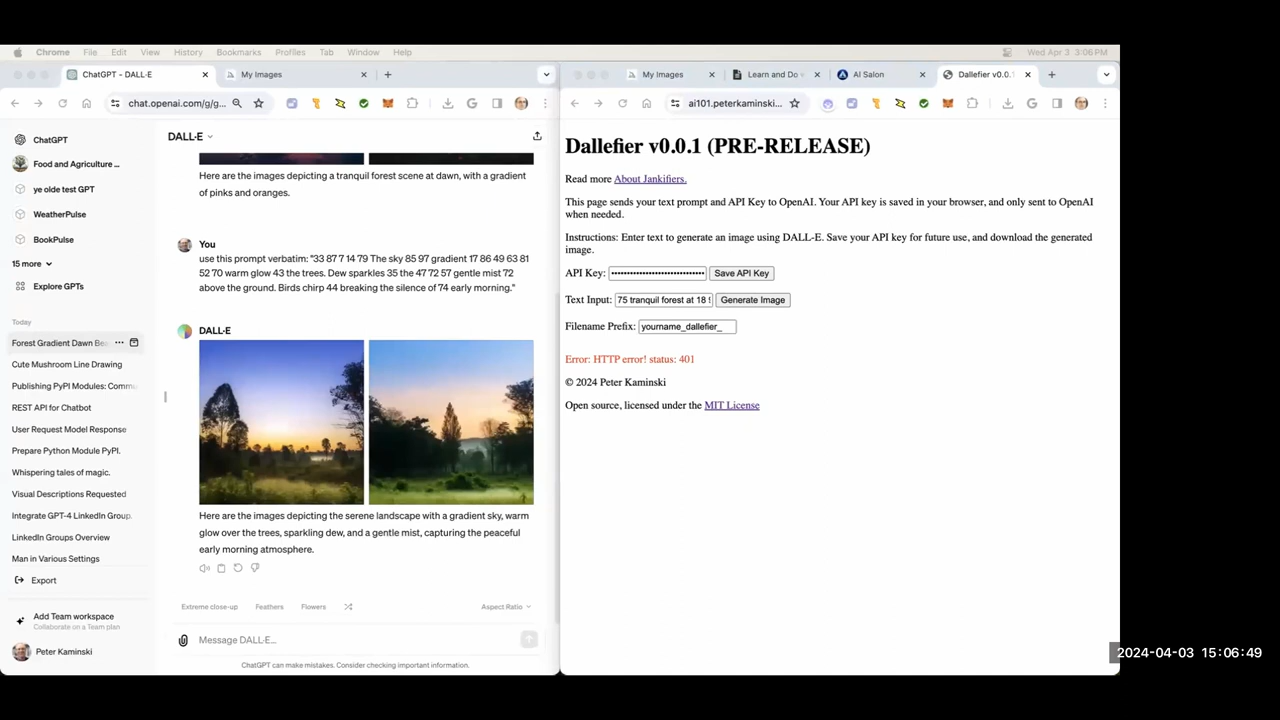 Chrome File Edit View History Bookmarks Profiles Tab Window Help
Wed Apr 3 3:06 PM
ChatGPT - DALL·E
My Images
chat.openai.com/g/g...
ChatGPT
Food and Agriculture ...
ye olde test GPT
WeatherPulse
BookPulse
15 more
Explore GPTs
Today
Forest Gradient Dawn Be
Cute Mushroom Line Drawing
Publishing PyPI Modules: Commu
REST API for Chatbot
User Request Model Response
Prepare Python Module PyPI.
Whispering tales of magic.
Visual Descriptions Requested
Integrate GPT-4 LinkedIn Group.
LinkedIn Groups Overview
Man in Various Settings
Export
Add Team workspace
Collaborate on a Team plan
Peter Kaminski
DALL·E
Here are the images depicting a tranquil forest scene at dawn, with a gradient
of pinks and oranges.
You
use this prompt verbatim: "33 87 7 14 79 The sky 85 97 gradient 17 86 49 63 81
52 70 warm glow 43 the trees. Dew sparkles 35 the 47 72 57 gentle mist 72
above the ground. Birds chirp 44 breaking the silence of 74 early morning."
DALL·E
Here are the images depicting the serene landscape with a gradient sky, warm
glow over the trees, sparkling dew, and a gentle mist, capturing the peaceful
early morning atmosphere.
Extreme close-up Feathers Flowers Aspect Ratio
Message DALL·E...
ChatGPT can make mistakes. Consider checking important information.
My Images
Learn and Do
AI Salon
Dallefier v0.0.1
ai101.peterkaminski...
Dallefier v0.0.1 (PRE-RELEASE)
Read more About Jankifiers.
This page sends your text prompt and API Key to OpenAI. Your API key is saved in your browser, and only sent to OpenAI
when needed.
Instructions: Enter text to generate an image using DALL-E. Save your API key for future use, and download the generated
image.
API Key: Save API Key
Text Input: 75 tranquil forest at 18 Generate Image
Filename Prefix: yourname_dallefier_
Error: HTTP error! status: 401
© 2024 Peter Kaminski
Open source, licensed under the MIT License
2024-04-03 15:06:49